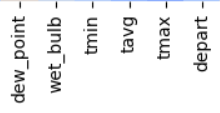 dew_point
wet_bulb
tmin
tavg
tmax
depart